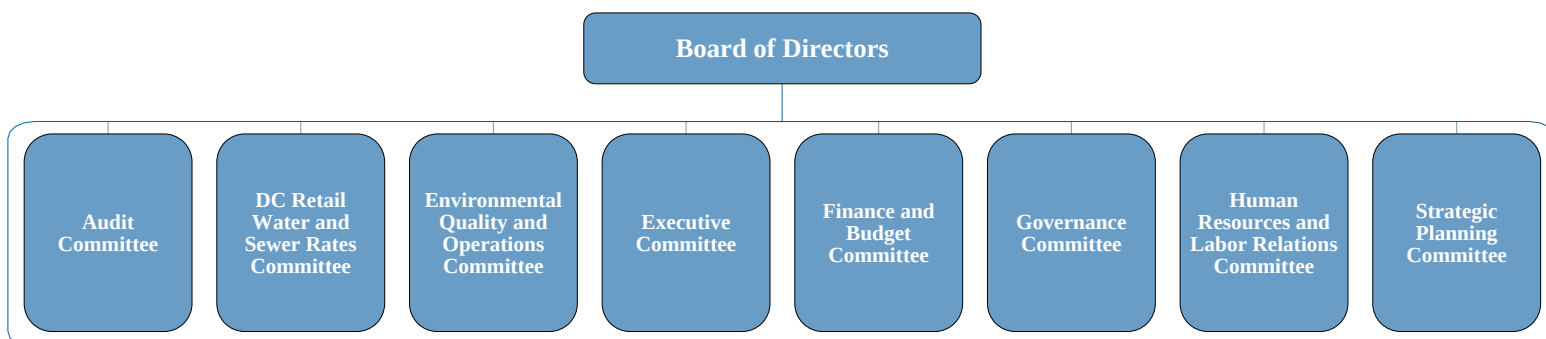 Board of Directors
Audit
Committee
DC Retail
Water and
Sewer Rates
Committee
Environmental
Quality and
Operations
Committee
Executive
Committee
Finance and
Budget
Committee
Governance
Committee
Human
Resources and
Labor Relations
Committee
Strategic
Planning
Committee